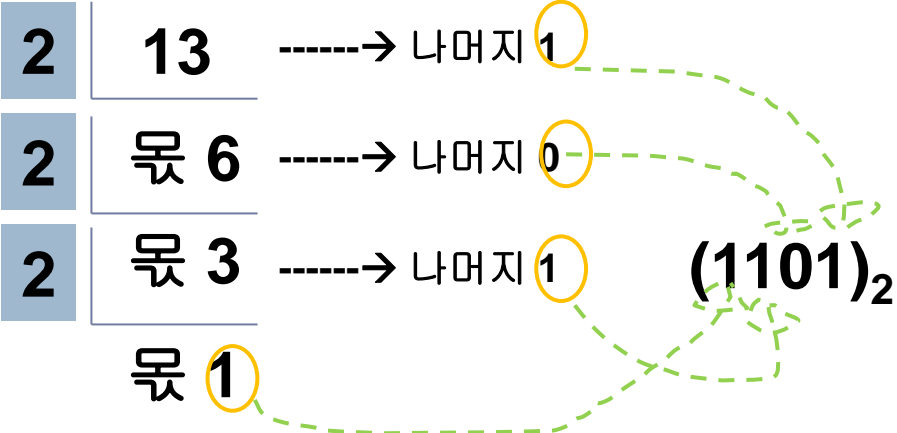 2 13 ------→ 나머지 1
2 몫 6 ------→ 나머지 0
2 몫 3 ------→ 나머지 1
(1101)₂
몫 1